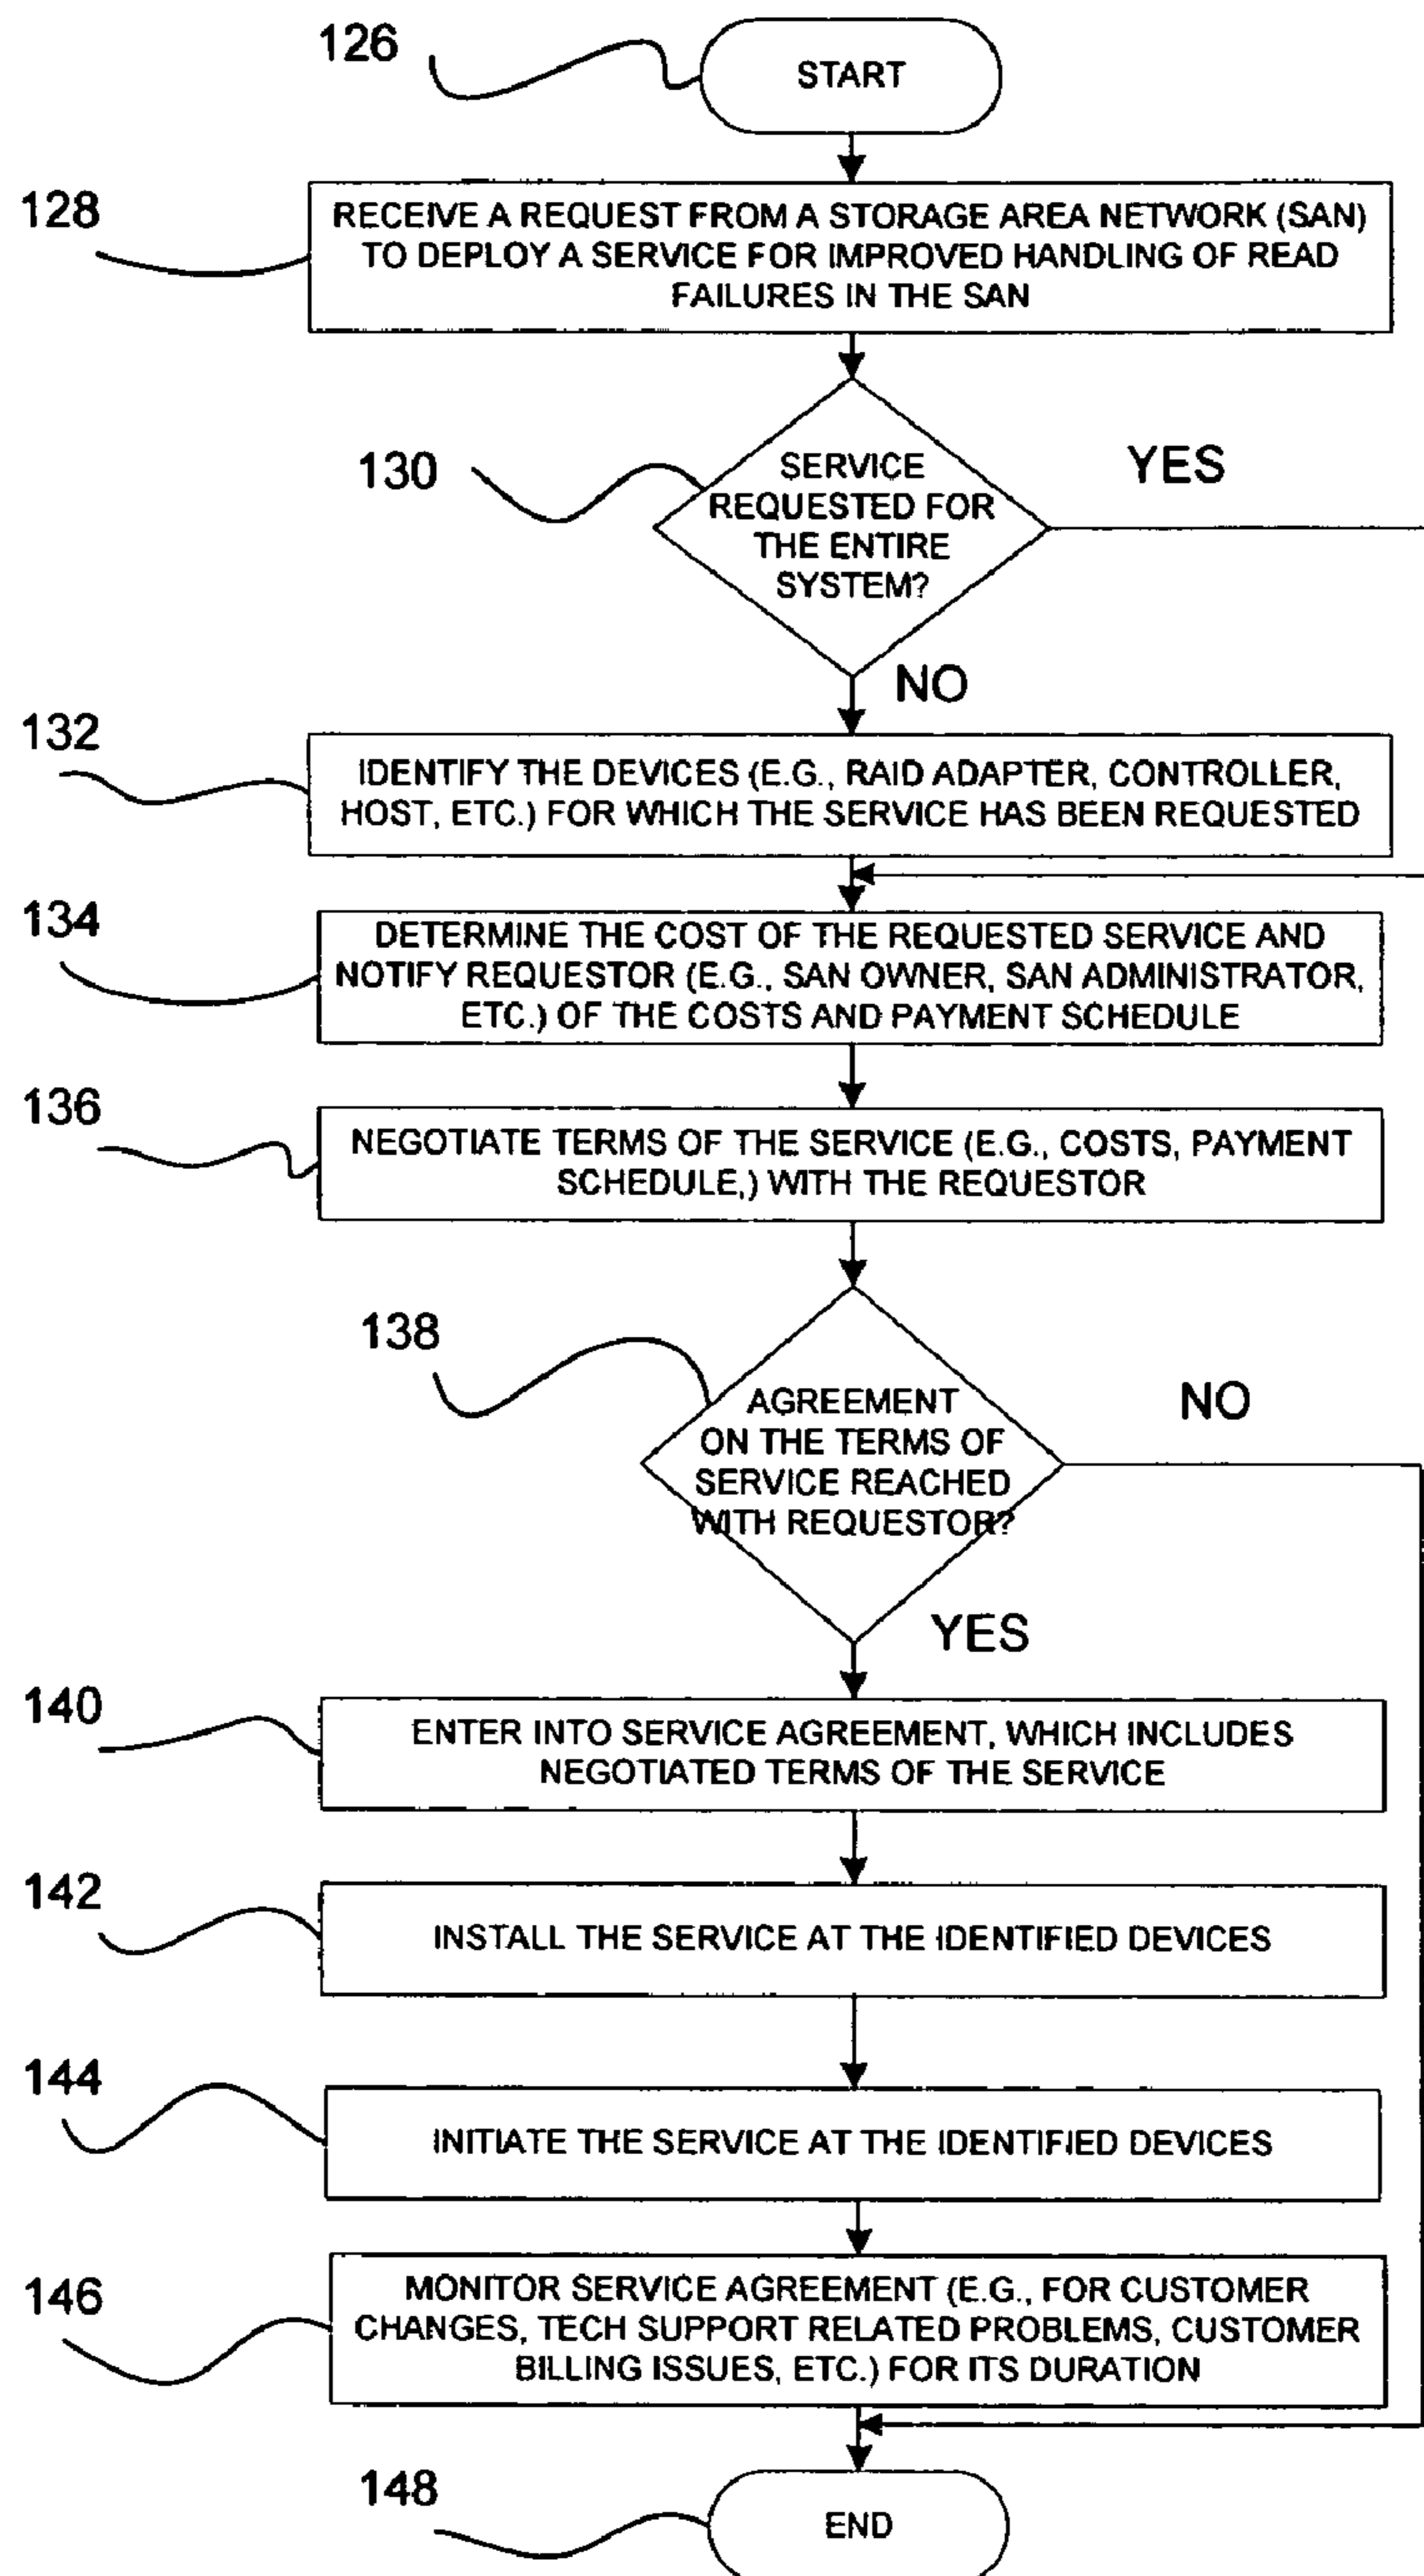 126
START
128
RECEIVE A REQUEST FROM A STORAGE AREA NETWORK (SAN)
TO DEPLOY A SERVICE FOR IMPROVED HANDLING OF READ
FAILURES IN THE SAN
130
SERVICE
REQUESTED FOR
THE ENTIRE
SYSTEM?
YES
NO
132
IDENTIFY THE DEVICES (E.G., RAID ADAPTER, CONTROLLER,
HOST, ETC.) FOR WHICH THE SERVICE HAS BEEN REQUESTED
134
DETERMINE THE COST OF THE REQUESTED SERVICE AND
NOTIFY REQUESTOR (E.G., SAN OWNER, SAN ADMINISTRATOR,
ETC.) OF THE COSTS AND PAYMENT SCHEDULE
136
NEGOTIATE TERMS OF THE SERVICE (E.G., COSTS, PAYMENT
SCHEDULE,) WITH THE REQUESTOR
138
AGREEMENT
ON THE TERMS OF
SERVICE REACHED
WITH REQUESTOR?
NO
YES
140
ENTER INTO SERVICE AGREEMENT, WHICH INCLUDES
NEGOTIATED TERMS OF THE SERVICE
142
INSTALL THE SERVICE AT THE IDENTIFIED DEVICES
144
INITIATE THE SERVICE AT THE IDENTIFIED DEVICES
146
MONITOR SERVICE AGREEMENT (E.G., FOR CUSTOMER
CHANGES, TECH SUPPORT RELATED PROBLEMS, CUSTOMER
BILLING ISSUES, ETC.) FOR ITS DURATION
148
END